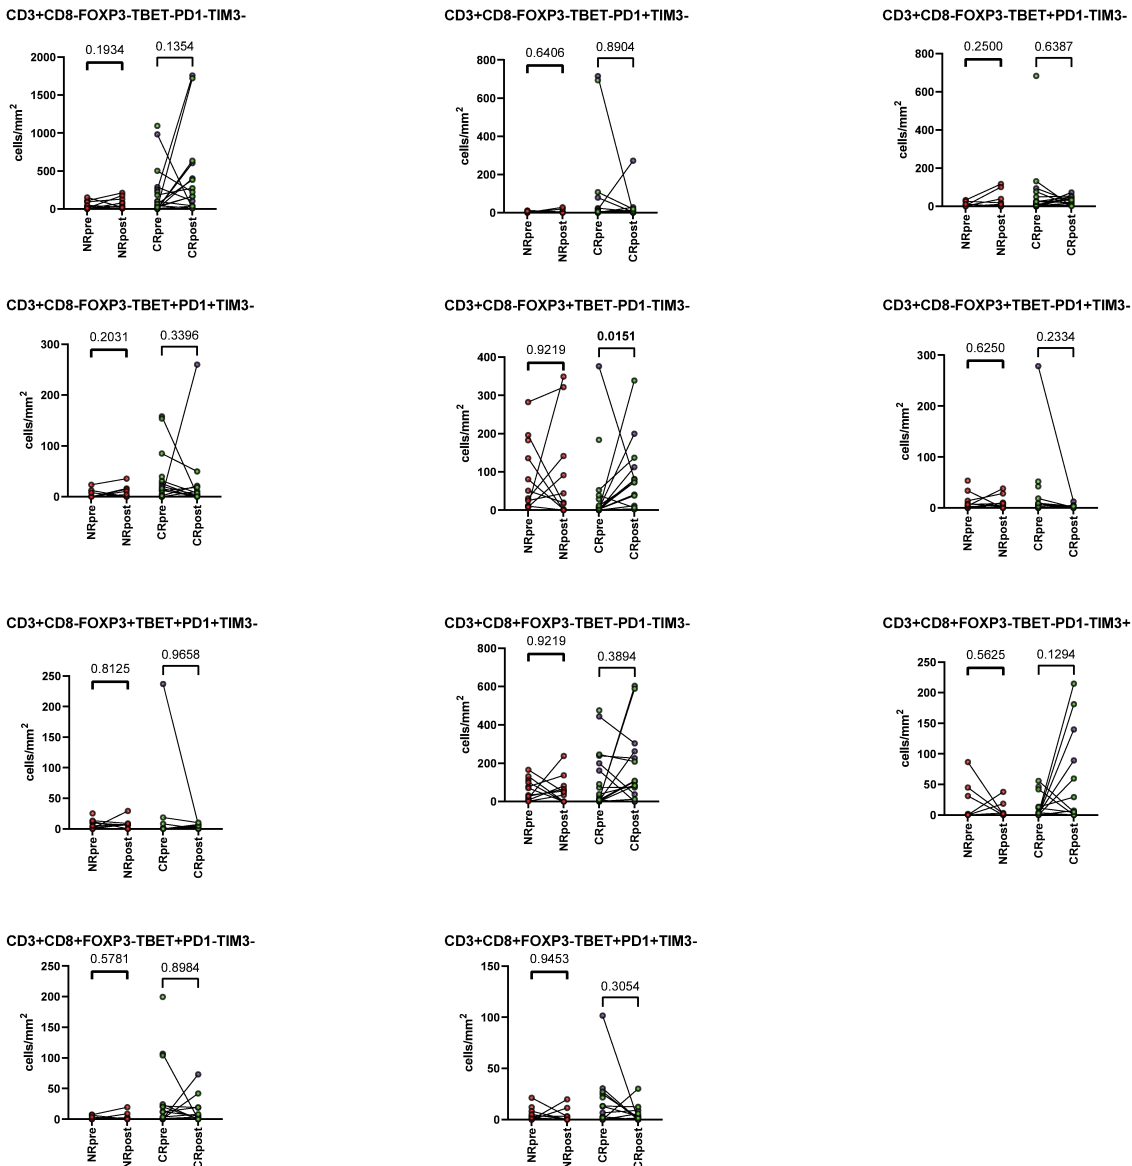 CD3+CD8-FOXP3-TBET-PD1-TIM3-
0.1934
0.1354
2000
1500
1000
500
0
cells/mm²
NRpre
NRpost
CRpre
CRpost
CD3+CD8-FOXP3-TBET-PD1+TIM3-
0.6406
0.8904
800
600
400
200
0
cells/mm²
NRpre
NRpost
CRpre
CRpost
CD3+CD8-FOXP3-TBET+PD1-TIM3-
0.2500
0.6387
800
600
400
200
0
cells/mm²
NRpre
NRpost
CRpre
CRpost
CD3+CD8-FOXP3-TBET+PD1+TIM3-
0.2031
0.3396
300
200
100
0
cells/mm²
NRpre
NRpost
CRpre
CRpost
CD3+CD8-FOXP3+TBET-PD1-TIM3-
0.9219
0.0151
400
300
200
100
0
cells/mm²
NRpre
NRpost
CRpre
CRpost
CD3+CD8-FOXP3+TBET-PD1+TIM3-
0.6250
0.2334
300
200
100
0
cells/mm²
NRpre
NRpost
CRpre
CRpost
CD3+CD8-FOXP3+TBET+PD1+TIM3-
0.8125
0.9658
250
200
150
100
50
0
cells/mm²
NRpre
NRpost
CRpre
CRpost
CD3+CD8+FOXP3-TBET-PD1-TIM3-
0.9219
0.3894
800
600
400
200
0
cells/mm²
NRpre
NRpost
CRpre
CRpost
CD3+CD8+FOXP3-TBET-PD1-TIM3+
0.5625
0.1294
250
200
150
100
50
0
cells/mm²
NRpre
NRpost
CRpre
CRpost
CD3+CD8+FOXP3-TBET+PD1-TIM3-
0.5781
0.8984
250
200
150
100
50
0
cells/mm²
NRpre
NRpost
CRpre
CRpost
CD3+CD8+FOXP3-TBET+PD1+TIM3-
0.9453
0.3054
150
100
50
0
cells/mm²
NRpre
NRpost
CRpre
CRpost